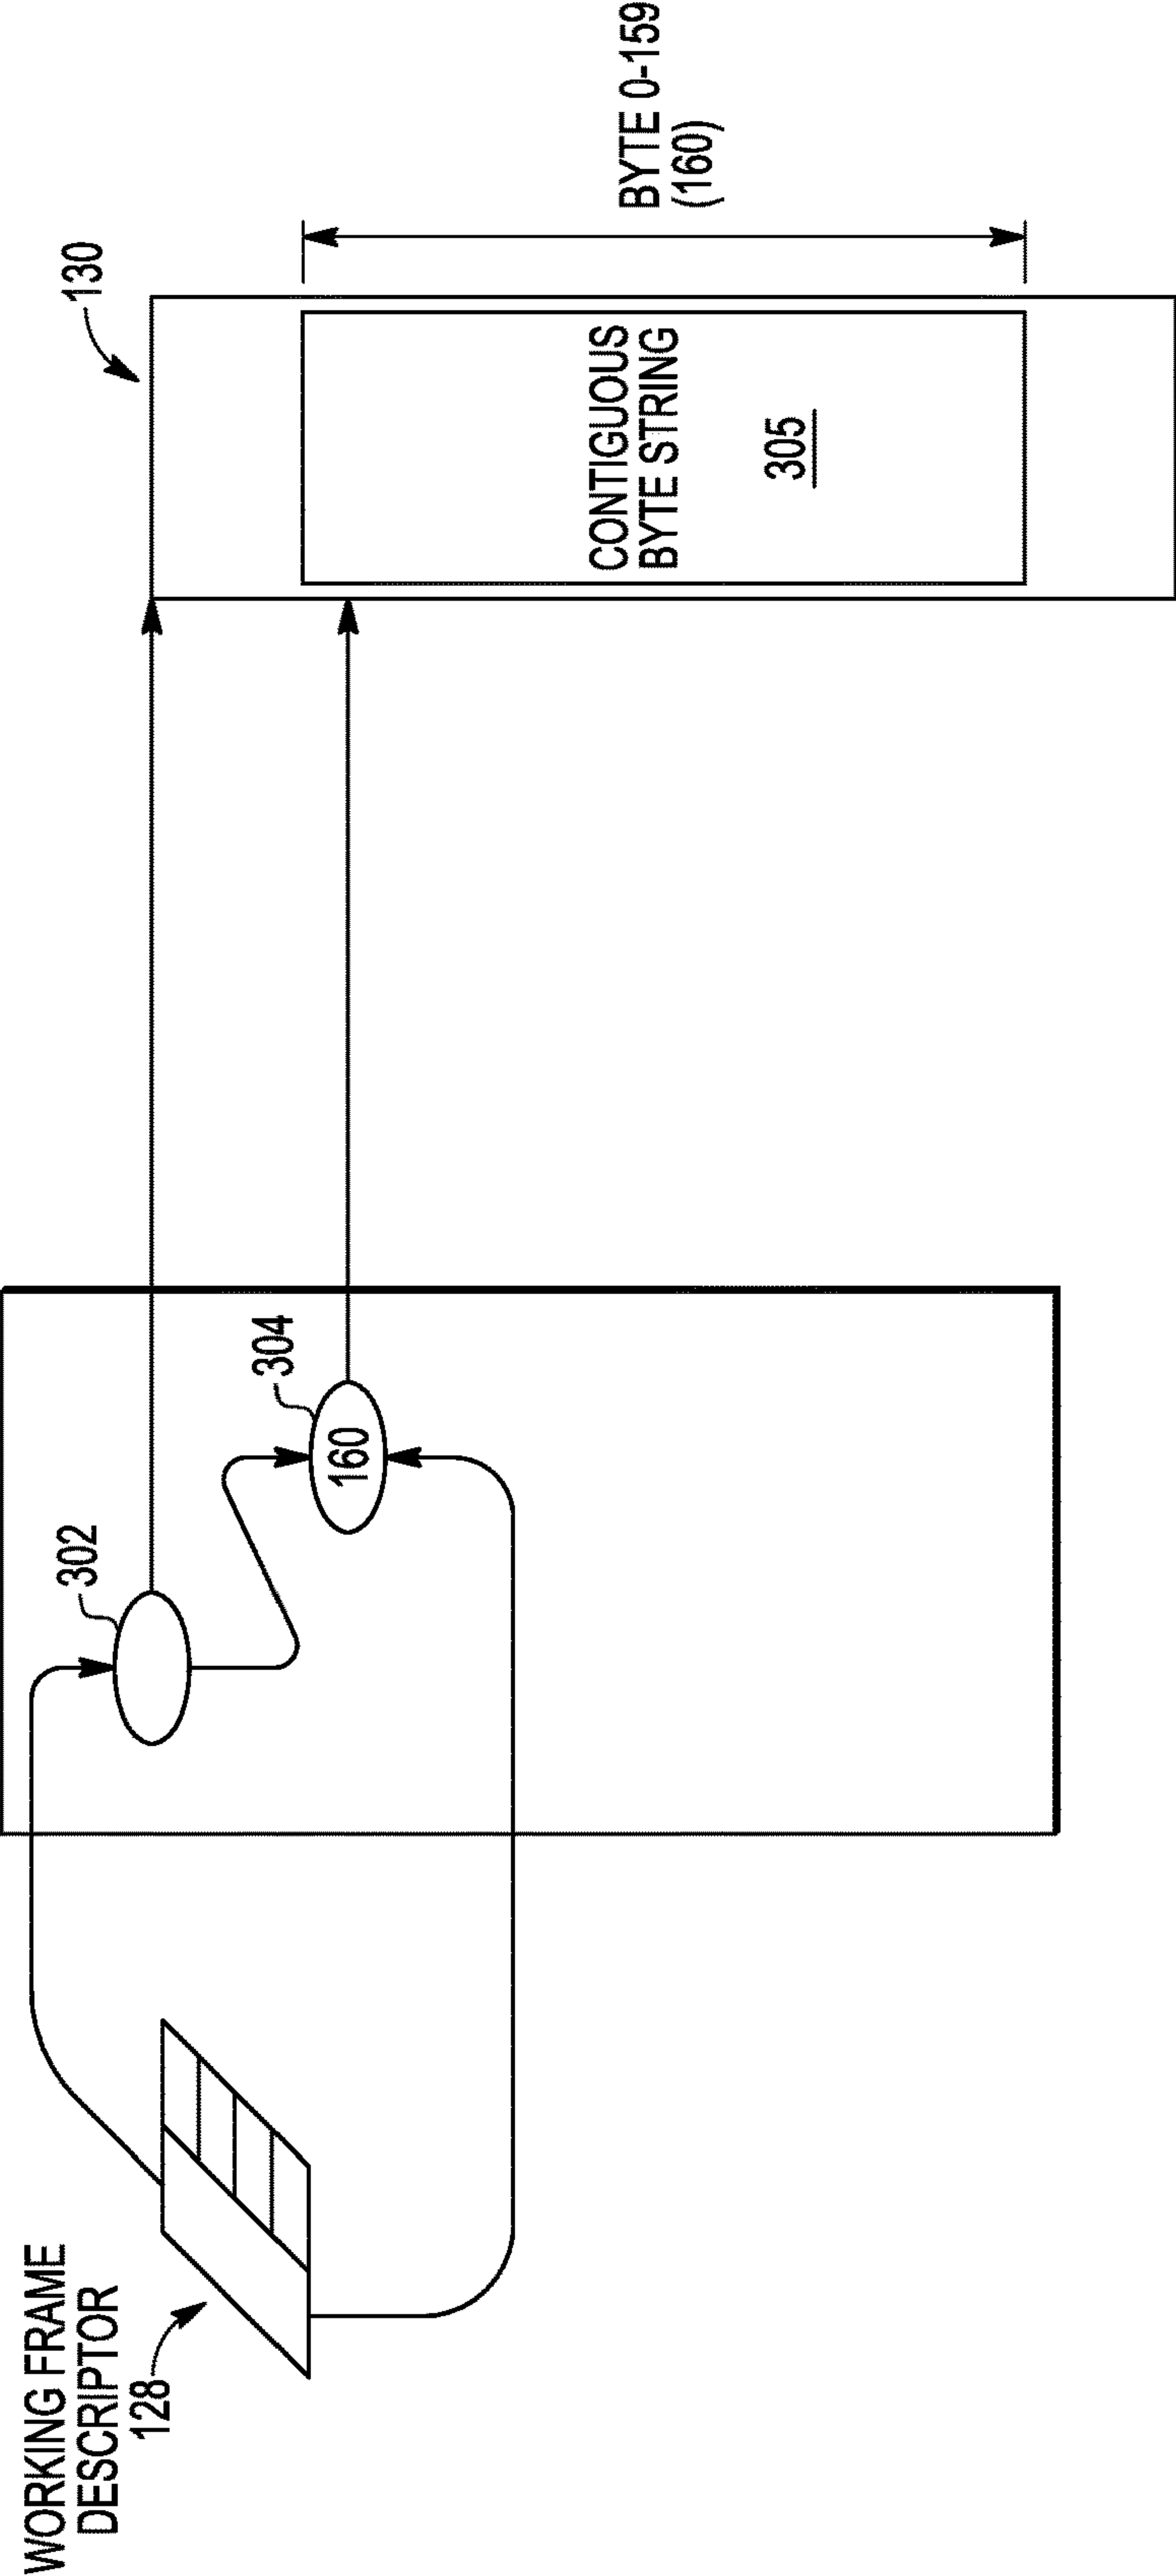 WORKING FRAME
DESCRIPTOR
128
302
304
160
130
CONTIGUOUS
BYTE STRING
305
BYTE 0-159
(160)